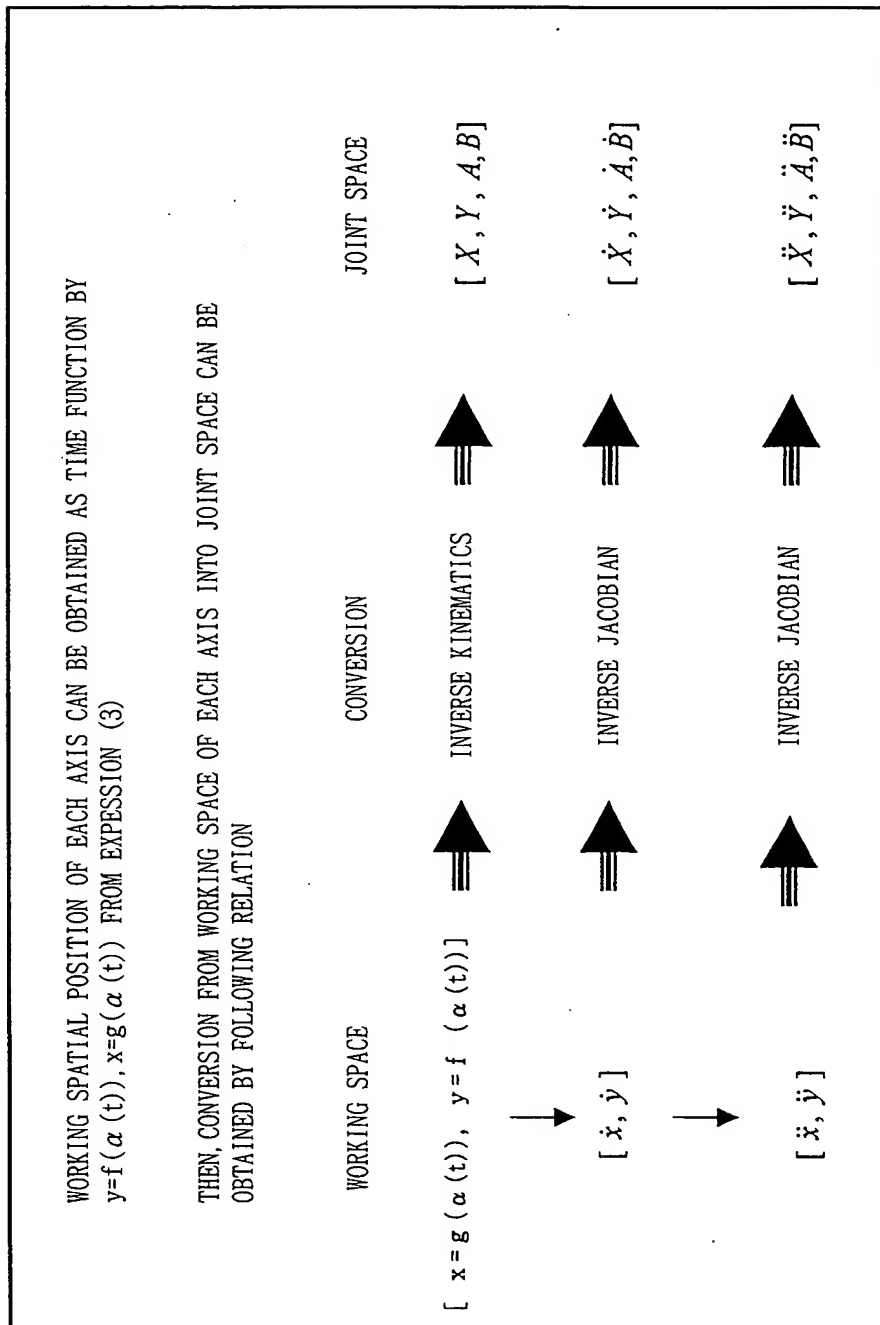 WORKING SPATIAL POSITION OF EACH AXIS CAN BE OBTAINED AS TIME FUNCTION BY
y=f(α(t)), x=g(α(t)) FROM EXPESSION (3)
THEN, CONVERSION FROM WORKING SPACE OF EACH AXIS INTO JOINT SPACE CAN BE
OBTAINED BY FOLLOWING RELATION
WORKING SPACE CONVERSION JOINT SPACE
[ x=g(α(t)), y=f (α(t))] INVERSE KINEMATICS [ X, Y, A,B]
[ ẋ, ẏ ] INVERSE JACOBIAN [ Ẋ, Ẏ, Ȧ,Ḃ]
[ ẍ, ÿ ] INVERSE JACOBIAN [ Ẍ, Ÿ, Ä,B̈]